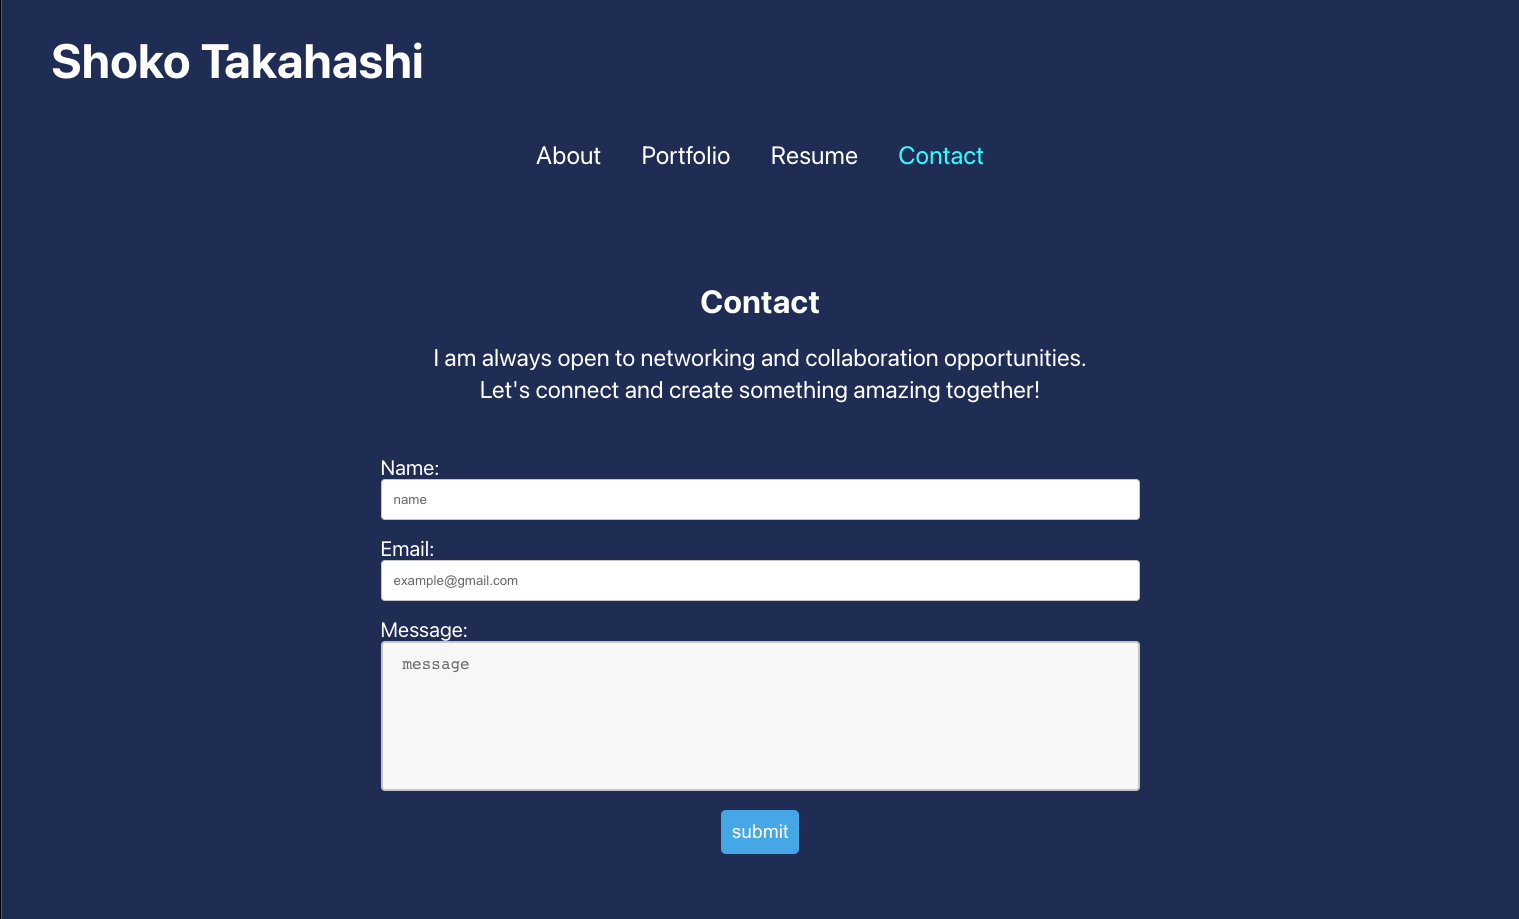 Shoko Takahashi
About Portfolio Resume Contact
Contact
I am always open to networking and collaboration opportunities.
Let's connect and create something amazing together!
Name:
name
Email:
example@gmail.com
Message:
message
submit